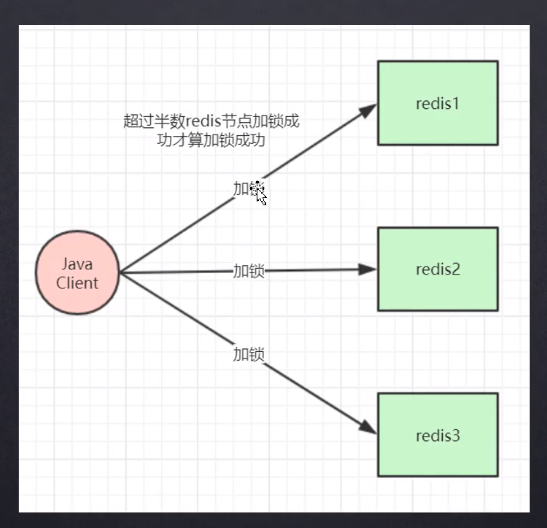 超过半数redis节点加锁成
功才算加锁成功
redis1
加锁
Java
Client
加锁
redis2
加锁
redis3